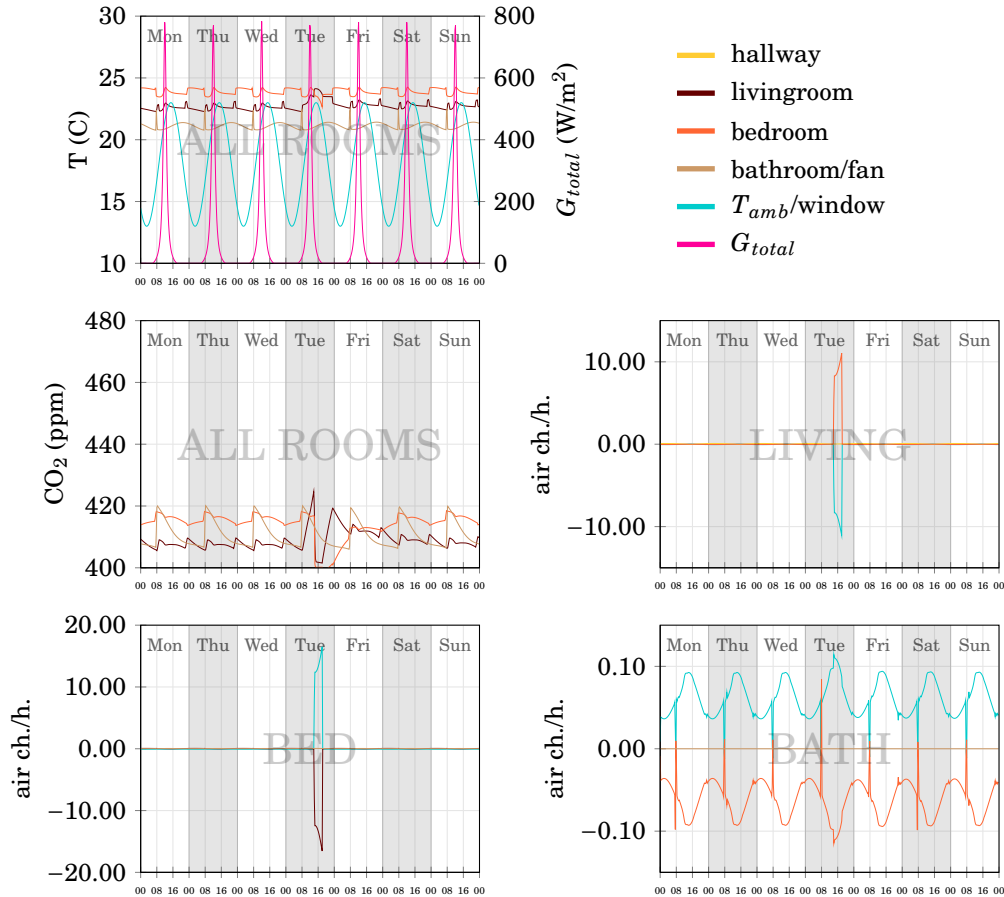 30
25
20
15
10
T (C)
Mon Thu Wed Tue Fri Sat Sun
ALL ROOMS
800
600
400
200
0
G_total (W/m²)
00 08 16 00 08 16 00 08 16 00 08 16 00 08 16 00 08 16 00 08 16 00
hallway
livingroom
bedroom
bathroom/fan
T_amb/window
G_total
480
460
440
420
400
CO₂ (ppm)
Mon Thu Wed Tue Fri Sat Sun
ALL ROOMS
00 08 16 00 08 16 00 08 16 00 08 16 00 08 16 00 08 16 00 08 16 00
10.00
0.00
−10.00
air ch./h.
Mon Thu Wed Tue Fri Sat Sun
LIVING
00 08 16 00 08 16 00 08 16 00 08 16 00 08 16 00 08 16 00 08 16 00
20.00
10.00
0.00
−10.00
−20.00
air ch./h.
Mon Thu Wed Tue Fri Sat Sun
BED
00 08 16 00 08 16 00 08 16 00 08 16 00 08 16 00 08 16 00 08 16 00
0.10
0.00
−0.10
air ch./h.
Mon Thu Wed Tue Fri Sat Sun
BATH
00 08 16 00 08 16 00 08 16 00 08 16 00 08 16 00 08 16 00 08 16 00